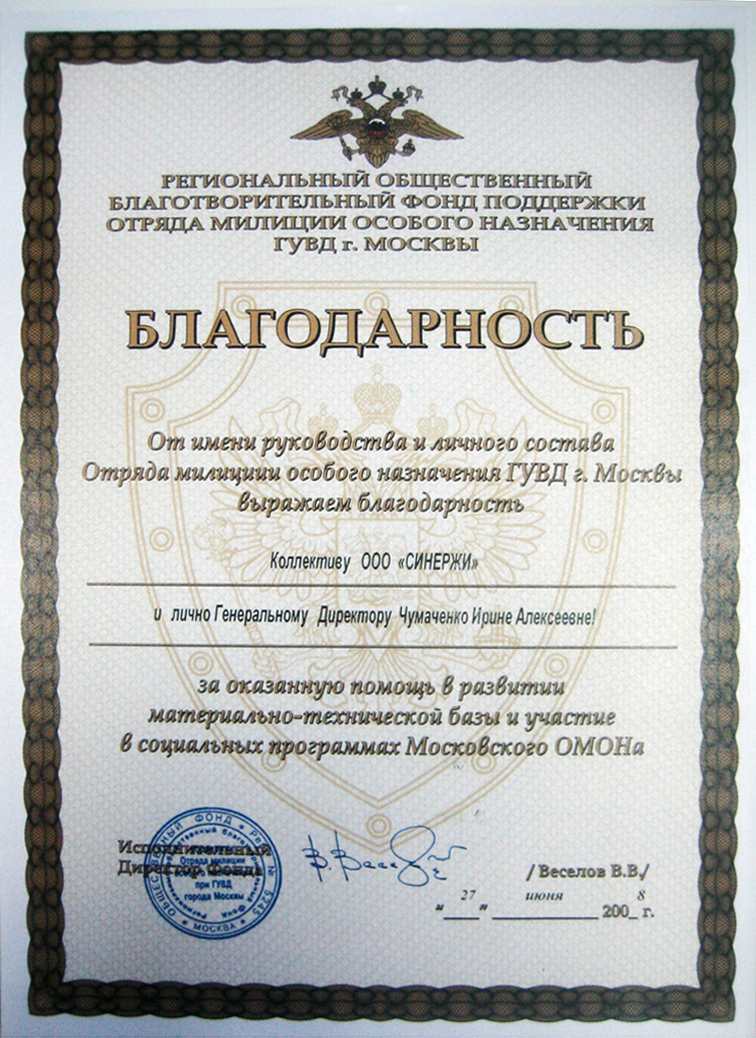 РЕГИОНАЛЬНЫЙ ОБЩЕСТВЕННЫЙ
БЛАГОТВОРИТЕЛЬНЫЙ ФОНД ПОДДЕРЖКИ
ОТРЯДА МИЛИЦИИ ОСОБОГО НАЗНАЧЕНИЯ
ГУВД г. МОСКВЫ
БЛАГОДАРНОСТЬ
От имени руководства и личного состава
Отряда милициии особого назначения ГУВД г. Москвы
выражаем благодарность
Коллективу ООО «СИНЕРЖИ»
и лично Генеральному Директору Чумаченко Ирине Алексеевне!
за оказанную помощь в развитии
материально-технической базы и участие
в социальных программах Московского ОМОНа
Исполнительный
Директор Фонда
/Веселов В.В./
" 27 " июня 2008 г.
ОБЩЕСТВЕННЫЙ ФОНД
№ 5245
МОСКВА
Отряда милиции
при ГУВД
города Москвы